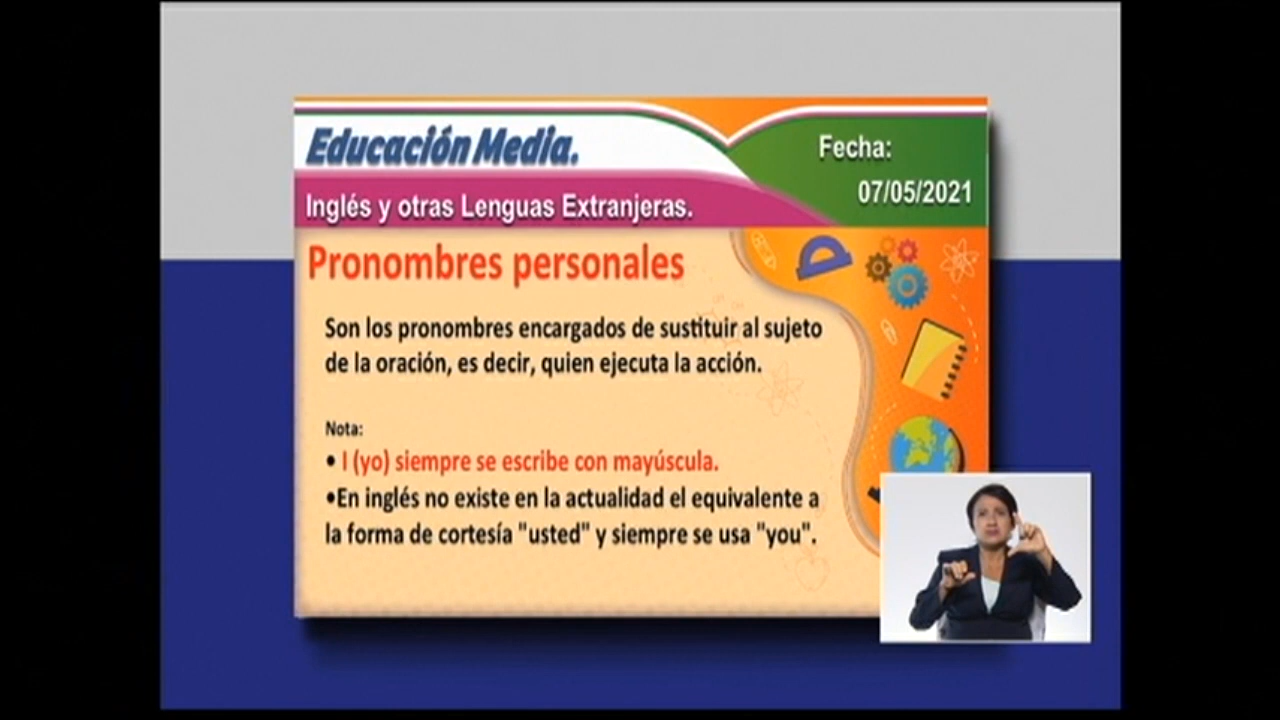 Educación Media.
Fecha:
07/05/2021
Inglés y otras Lenguas Extranjeras.
Pronombres personales
Son los pronombres encargados de sustituir al sujeto
de la oración, es decir, quien ejecuta la acción.
Nota:
• I (yo) siempre se escribe con mayúscula.
•En inglés no existe en la actualidad el equivalente a
la forma de cortesía "usted" y siempre se usa "you".